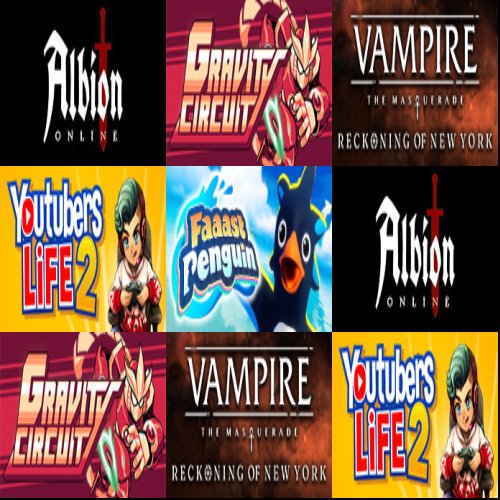 Albion
ONLINE
GRAVITY
CIRCUIT
VAMPIRE
THE MASQUERADE
RECKONING OF NEW YORK
Youtubers
LiFE 2
Faaast
Penguin
Albion
ONLINE
GRAVITY
CIRCUIT
VAMPIRE
THE MASQUERADE
RECKONING OF NEW YORK
Youtubers
LiFE 2